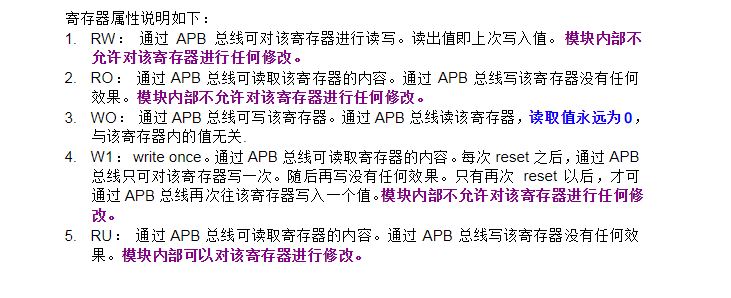 寄存器属性说明如下：
1. RW： 通过 APB 总线可对该寄存器进行读写。读出值即上次写入值。模块内部不
允许对该寄存器进行任何修改。
2. RO： 通过 APB 总线可读取该寄存器的内容。通过 APB 总线写该寄存器没有任何
效果。模块内部不允许对该寄存器进行任何修改。
3. WO： 通过 APB 总线可写该寄存器。通过 APB 总线读该寄存器，读取值永远为 0，
与该寄存器内的值无关.
4. W1： write once。通过 APB 总线可读取寄存器的内容。每次 reset 之后，通过 APB
总线只可对该寄存器写一次。随后再写没有任何效果。只有再次 reset 以后，才可
通过 APB 总线再次往该寄存器写入一个值。模块内部不允许对该寄存器进行任何修
改。
5. RU： 通过 APB 总线可读取寄存器的内容。通过 APB 总线写该寄存器没有任何效
果。模块内部可以对该寄存器进行修改。